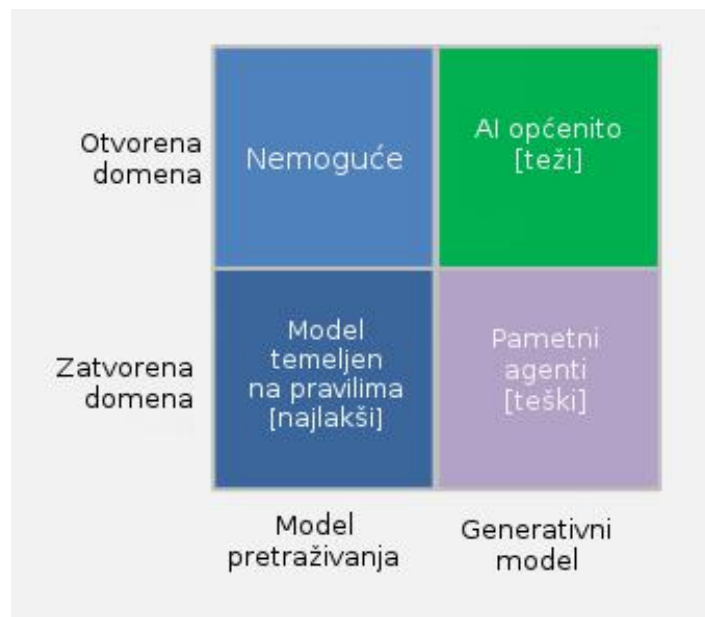 Otvorena
domena
Nemoguće
AI općenito
[teži]
Zatvorena
domena
Model
temeljen
na pravilima
[najlakši]
Pametni
agenti
[teški]
Model
pretraživanja
Generativni
model